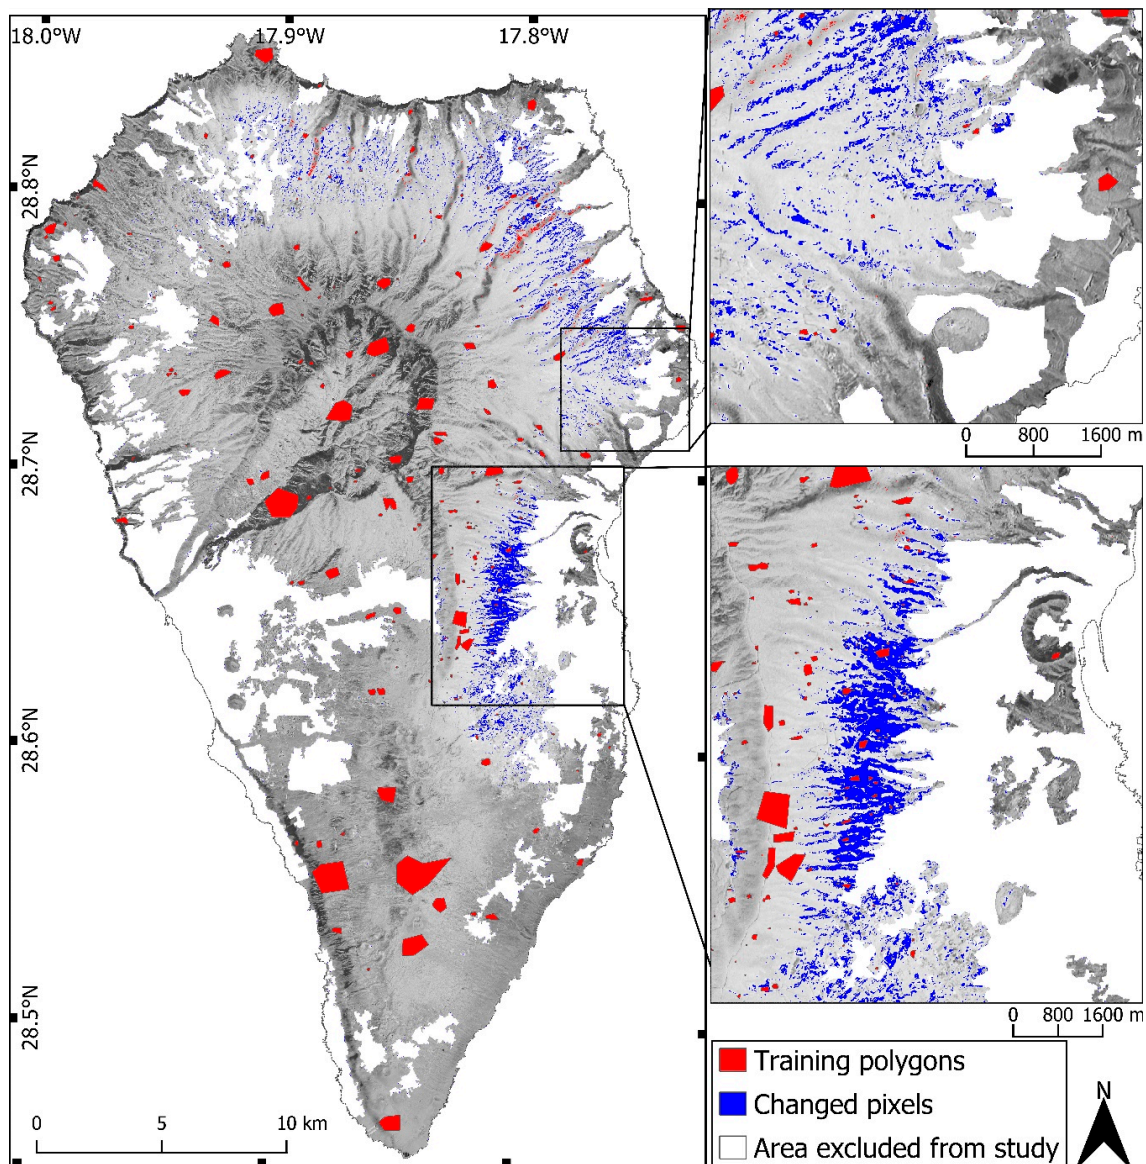 18.0°W 17.9°W 17.8°W
28.8°N
28.7°N
28.6°N
28.5°N
0 800 1600 m
0 800 1600 m
0 5 10 km
Training polygons
Changed pixels
Area excluded from study
N